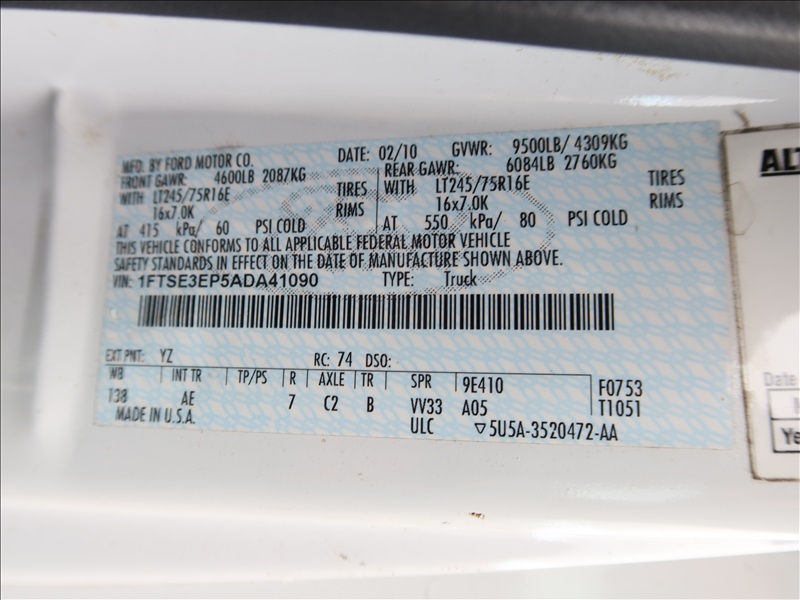 MFD. BY FORD MOTOR CO.
DATE: 02/10 GVWR: 9500LB/ 4309KG
FRONT GAWR: 4600LB 2087KG
REAR GAWR: 6084LB 2760KG
WITH LT245/75R16E TIRES
WITH LT245/75R16E TIRES
16x7.0K RIMS
16x7.0K RIMS
AT 415 kPa/ 60 PSI COLD
AT 550 kPa/ 80 PSI COLD
THIS VEHICLE CONFORMS TO ALL APPLICABLE FEDERAL MOTOR VEHICLE
SAFETY STANDARDS IN EFFECT ON THE DATE OF MANUFACTURE SHOWN ABOVE.
VIN: 1FTSE3EP5ADA41090 TYPE: Truck
EXT PNT: YZ RC: 74 DSO:
WB INT TR TP/PS R AXLE TR SPR 9E410 F0753
138 AE 7 C2 B VV33 A05 T1051
MADE IN U.S.A. ULC ▽5U5A-3520472-AA
ALT
Date
Ye